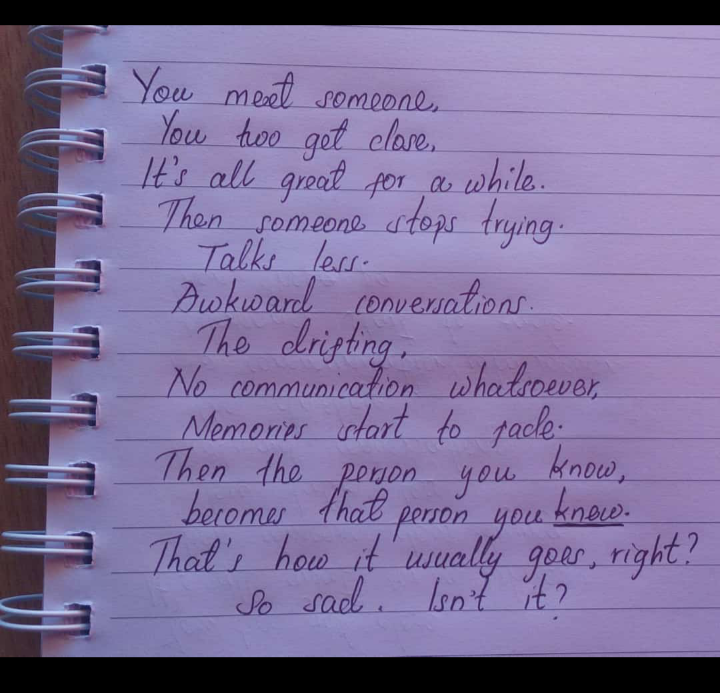 You meet someone,
You too get close,
It's all great for a while.
Then someone stops trying.
Talks less.
Awkward conversations.
The drifting,
No communication whatsoever,
Memories start to fade.
Then the person you know,
becomes that person you knew.
That's how it usually goes, right?
So sad. Isn't it?